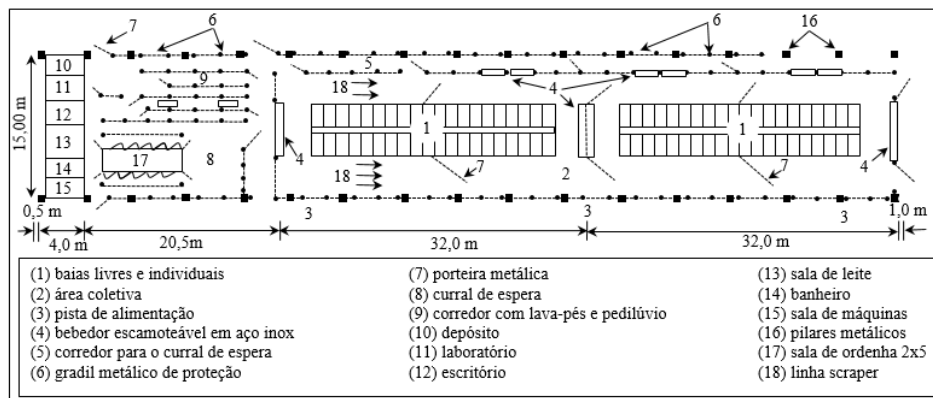 7
6
6
16
10
11
12
13
14
15
15,00 m
9
5
18
4
1
1
17
8
4
7
2
7
4
18
0,5 m
3
3
3
1,0 m
4,0 m
20,5m
32,0 m
32,0 m
(1) baias livres e individuais
(2) área coletiva
(3) pista de alimentação
(4) bebedor escamoteável em aço inox
(5) corredor para o curral de espera
(6) gradil metálico de proteção
(7) porteira metálica
(8) curral de espera
(9) corredor com lava-pés e pedilúvio
(10) depósito
(11) laboratório
(12) escritório
(13) sala de leite
(14) banheiro
(15) sala de máquinas
(16) pilares metálicos
(17) sala de ordenha 2x5
(18) linha scraper